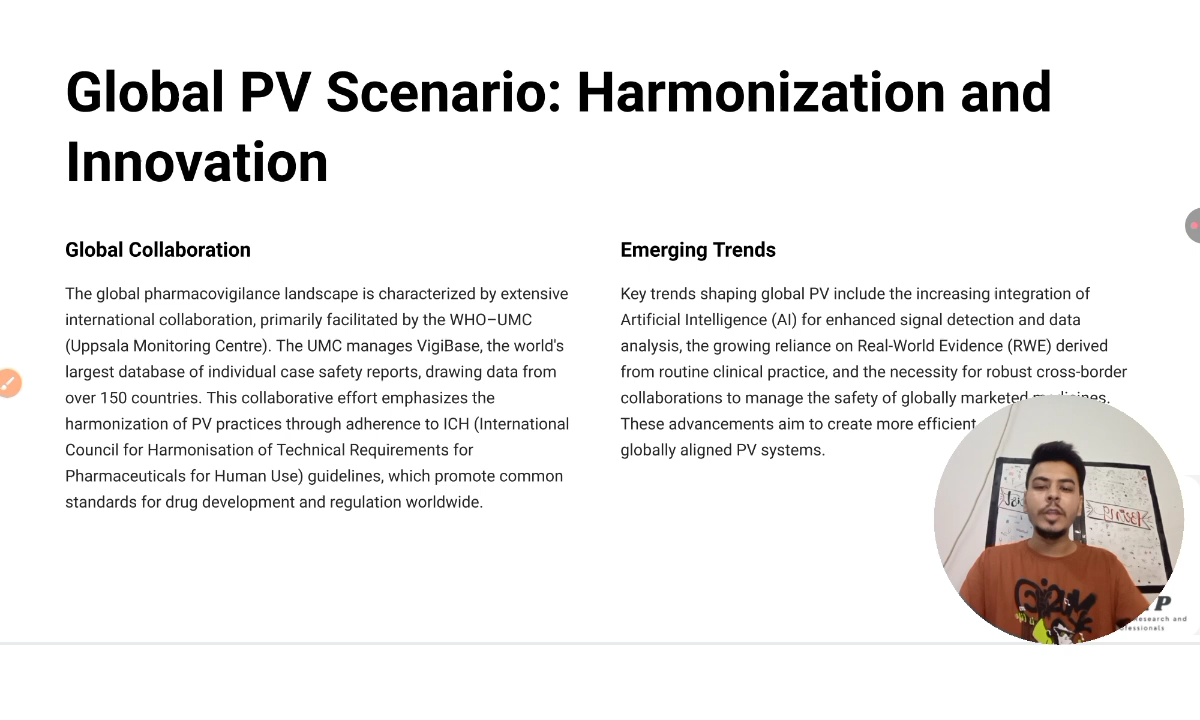 Global PV Scenario: Harmonization and
Innovation
Global Collaboration
The global pharmacovigilance landscape is characterized by extensive
international collaboration, primarily facilitated by the WHO–UMC
(Uppsala Monitoring Centre). The UMC manages VigiBase, the world's
largest database of individual case safety reports, drawing data from
over 150 countries. This collaborative effort emphasizes the
harmonization of PV practices through adherence to ICH (International
Council for Harmonisation of Technical Requirements for
Pharmaceuticals for Human Use) guidelines, which promote common
standards for drug development and regulation worldwide.
Emerging Trends
Key trends shaping global PV include the increasing integration of
Artificial Intelligence (AI) for enhanced signal detection and data
analysis, the growing reliance on Real-World Evidence (RWE) derived
from routine clinical practice, and the necessity for robust cross-border
collaborations to manage the safety of globally marketed medicines.
These advancements aim to create more efficient
globally aligned PV systems.
P
Research and